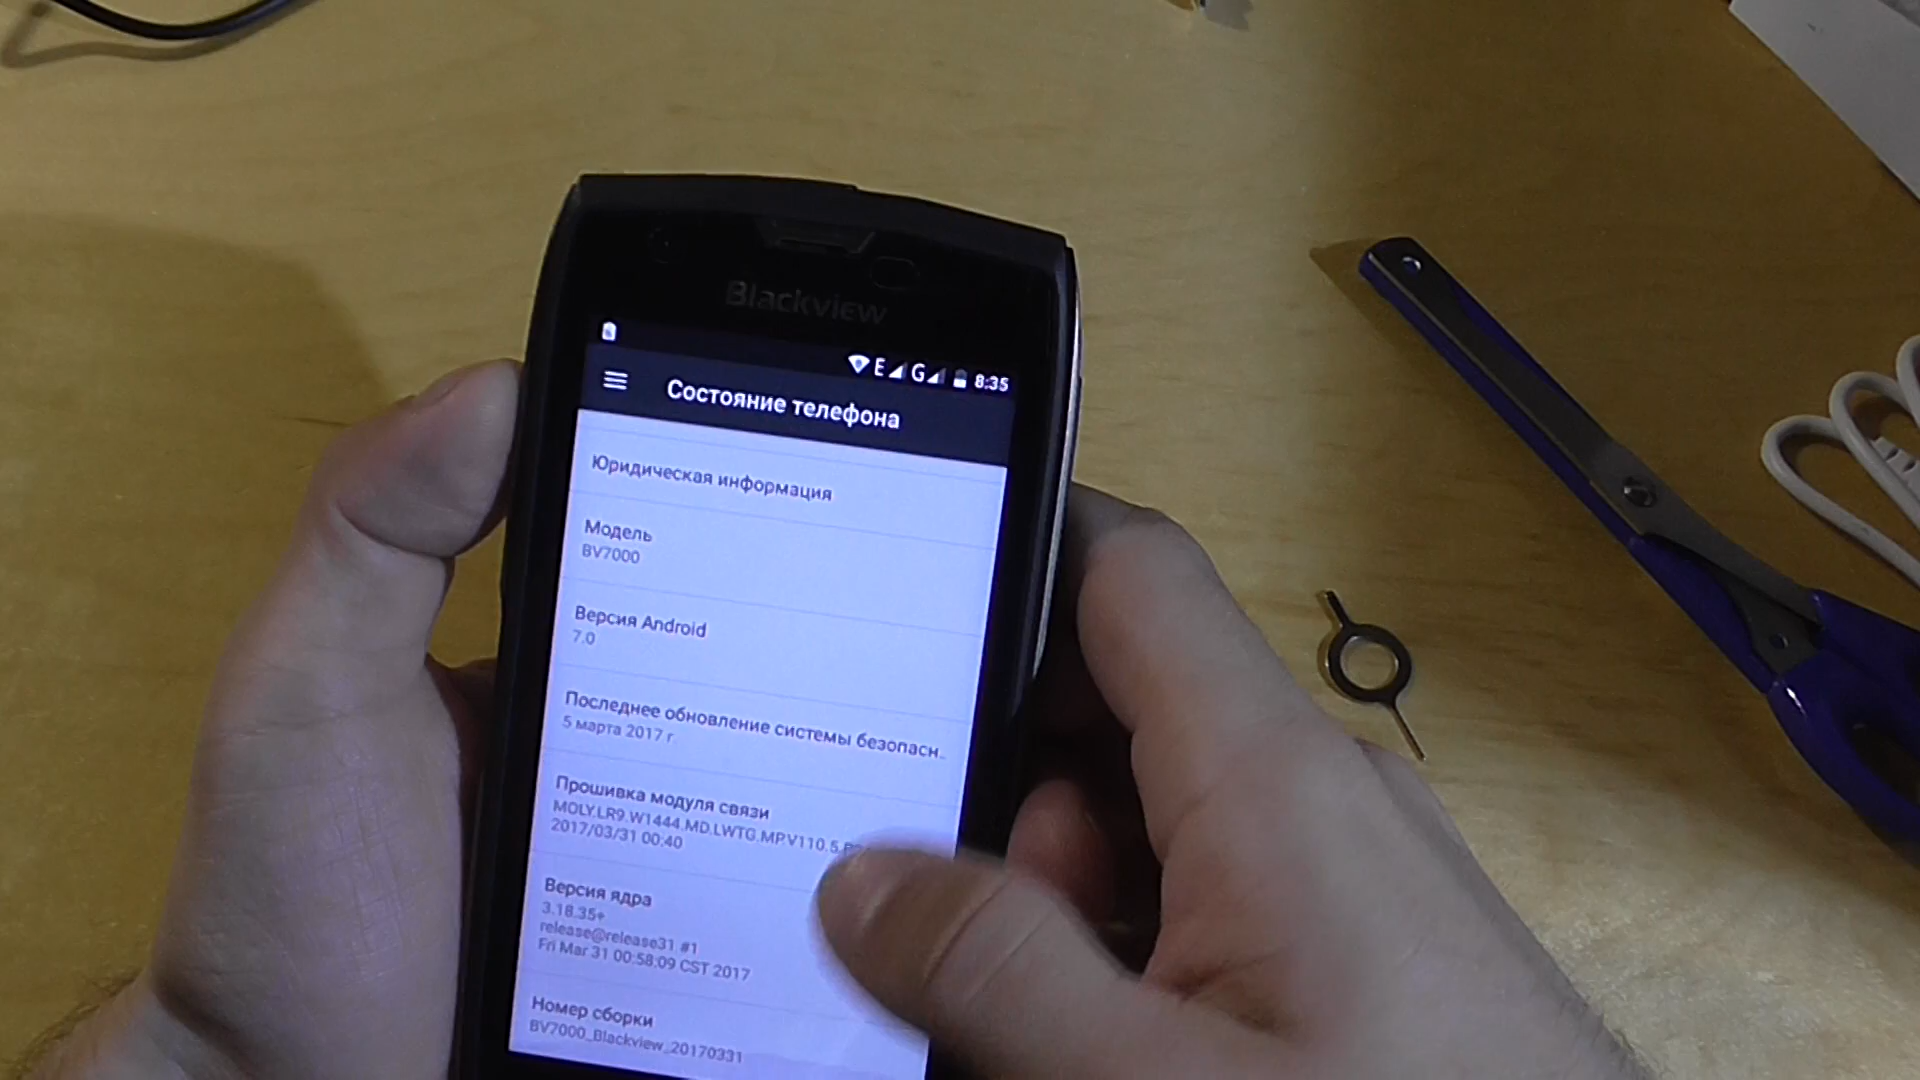 Blackview
E G 8:35
Состояние телефона
Юридическая информация
Модель
BV7000
Версия Android
7.0
Последнее обновление системы безопасн..
5 марта 2017 г.
Прошивка модуля связи
MOLY.LR9.W1444.MD.LWTG.MP.V110.5.
2017/03/31 00:40
Версия ядра
3.18.35+
release@release31 #1
Fri Mar 31 00:58:09 CST 2017
Номер сборки
BV7000_Blackview_20170331